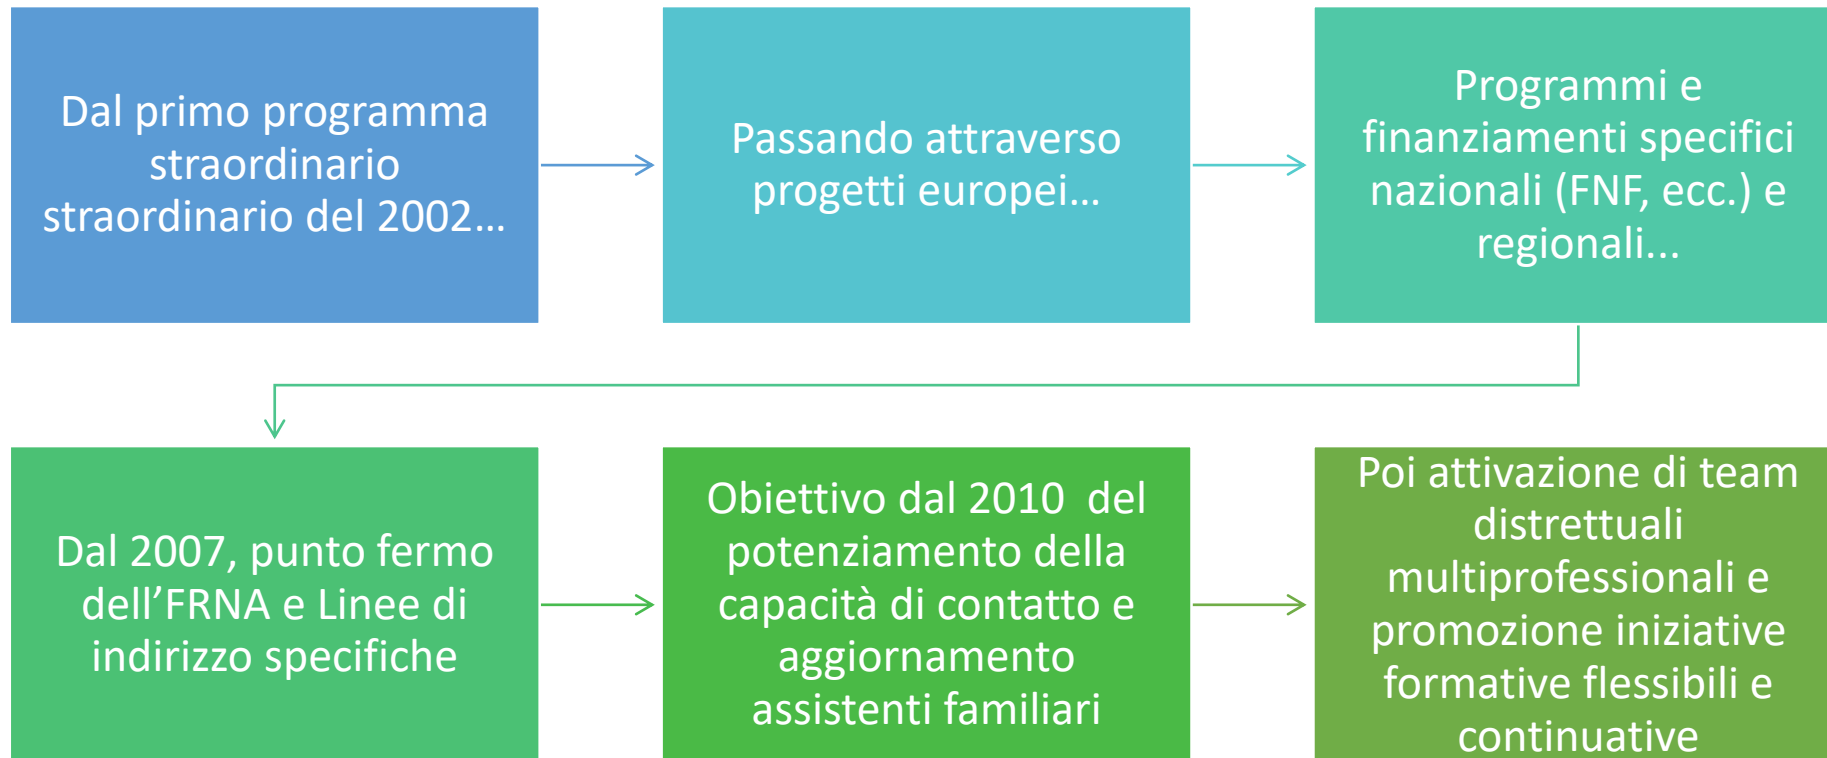 Dal primo programma
straordinario
straordinario del 2002…
Passando attraverso
progetti europei…
Programmi e
finanziamenti specifici
nazionali (FNF, ecc.) e
regionali...
Dal 2007, punto fermo
dell’FRNA e Linee di
indirizzo specifiche
Obiettivo dal 2010  del
potenziamento della
capacità di contatto e
aggiornamento
assistenti familiari
Poi attivazione di team
distrettuali
multiprofessionali e
promozione iniziative
formative flessibili e
continuative